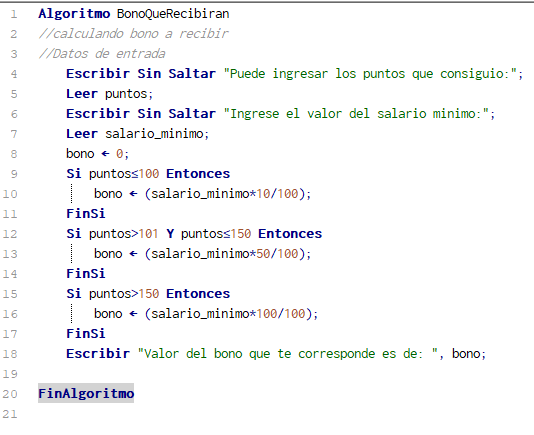 1 Algoritmo BonoQueRecibiran
2 //calculando bono a recibir
3 //Datos de entrada
4 Escribir Sin Saltar "Puede ingresar los puntos que consiguio:";
5 Leer puntos;
6 Escribir Sin Saltar "Ingrese el valor del salario minimo:";
7 Leer salario_minimo;
8 bono ← 0;
9 Si puntos≤100 Entonces
10 bono ← (salario_minimo*10/100);
11 FinSi
12 Si puntos>101 Y puntos≤150 Entonces
13 bono ← (salario_minimo*50/100);
14 FinSi
15 Si puntos>150 Entonces
16 bono ← (salario_minimo*100/100);
17 FinSi
18 Escribir "Valor del bono que te corresponde es de: ", bono;
19
20 FinAlgoritmo
21